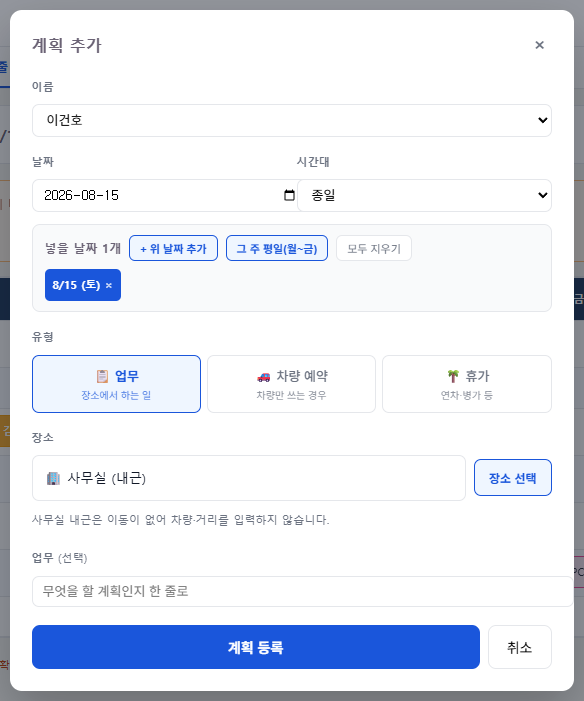 계획 추가
×
이름
이건호
날짜 시간대
2026-08-15 종일
넣을 날짜 1개 + 위 날짜 추가 그 주 평일(월~금) 모두 지우기
8/15 (토) ×
유형
업무 차량 예약 휴가
장소에서 하는 일 차량만 쓰는 경우 연차·병가 등
장소
사무실 (내근) 장소 선택
사무실 내근은 이동이 없어 차량·거리를 입력하지 않습니다.
업무 (선택)
무엇을 할 계획인지 한 줄로
계획 등록 취소